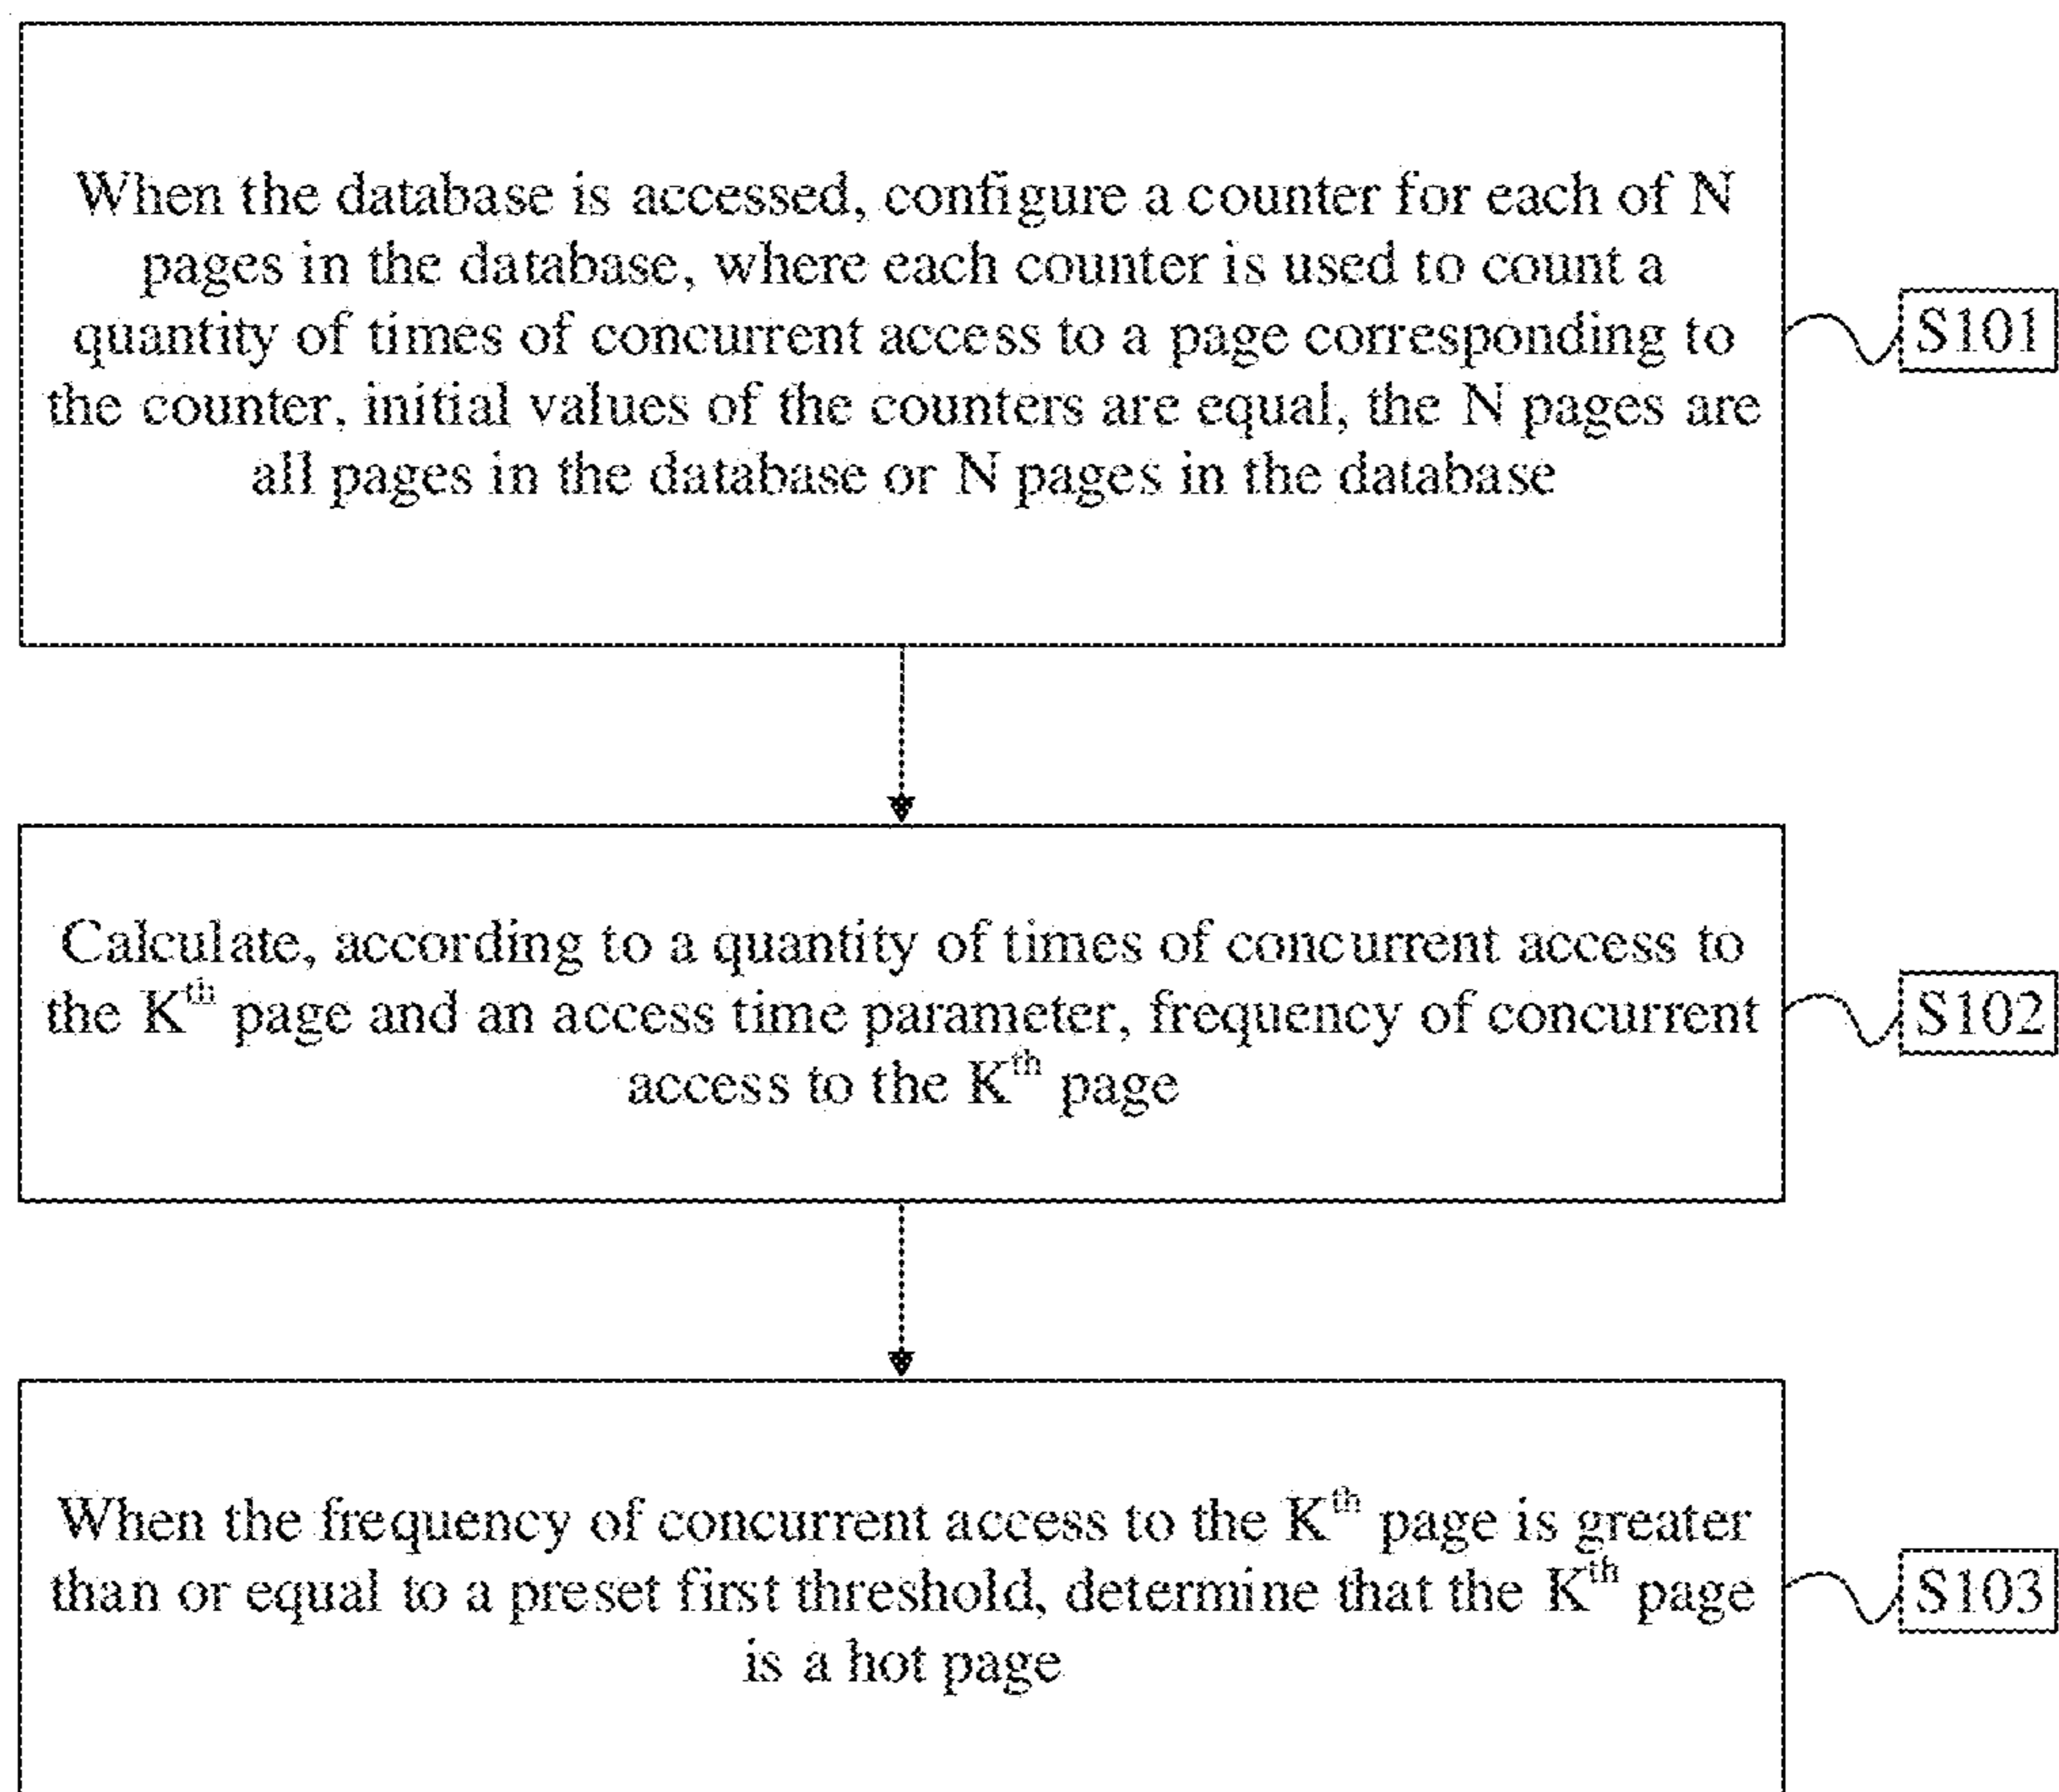 When the database is accessed, configure a counter for each of N
pages in the database, where each counter is used to count a
quantity of times of concurrent access to a page corresponding to
the counter, initial values of the counters are equal, the N pages are
all pages in the database or N pages in the database
S101
Calculate, according to a quantity of times of concurrent access to
the Kth page and an access time parameter, frequency of concurrent
access to the Kth page
S102
When the frequency of concurrent access to the Kth page is greater
than or equal to a preset first threshold, determine that the Kth page
is a hot page
S103